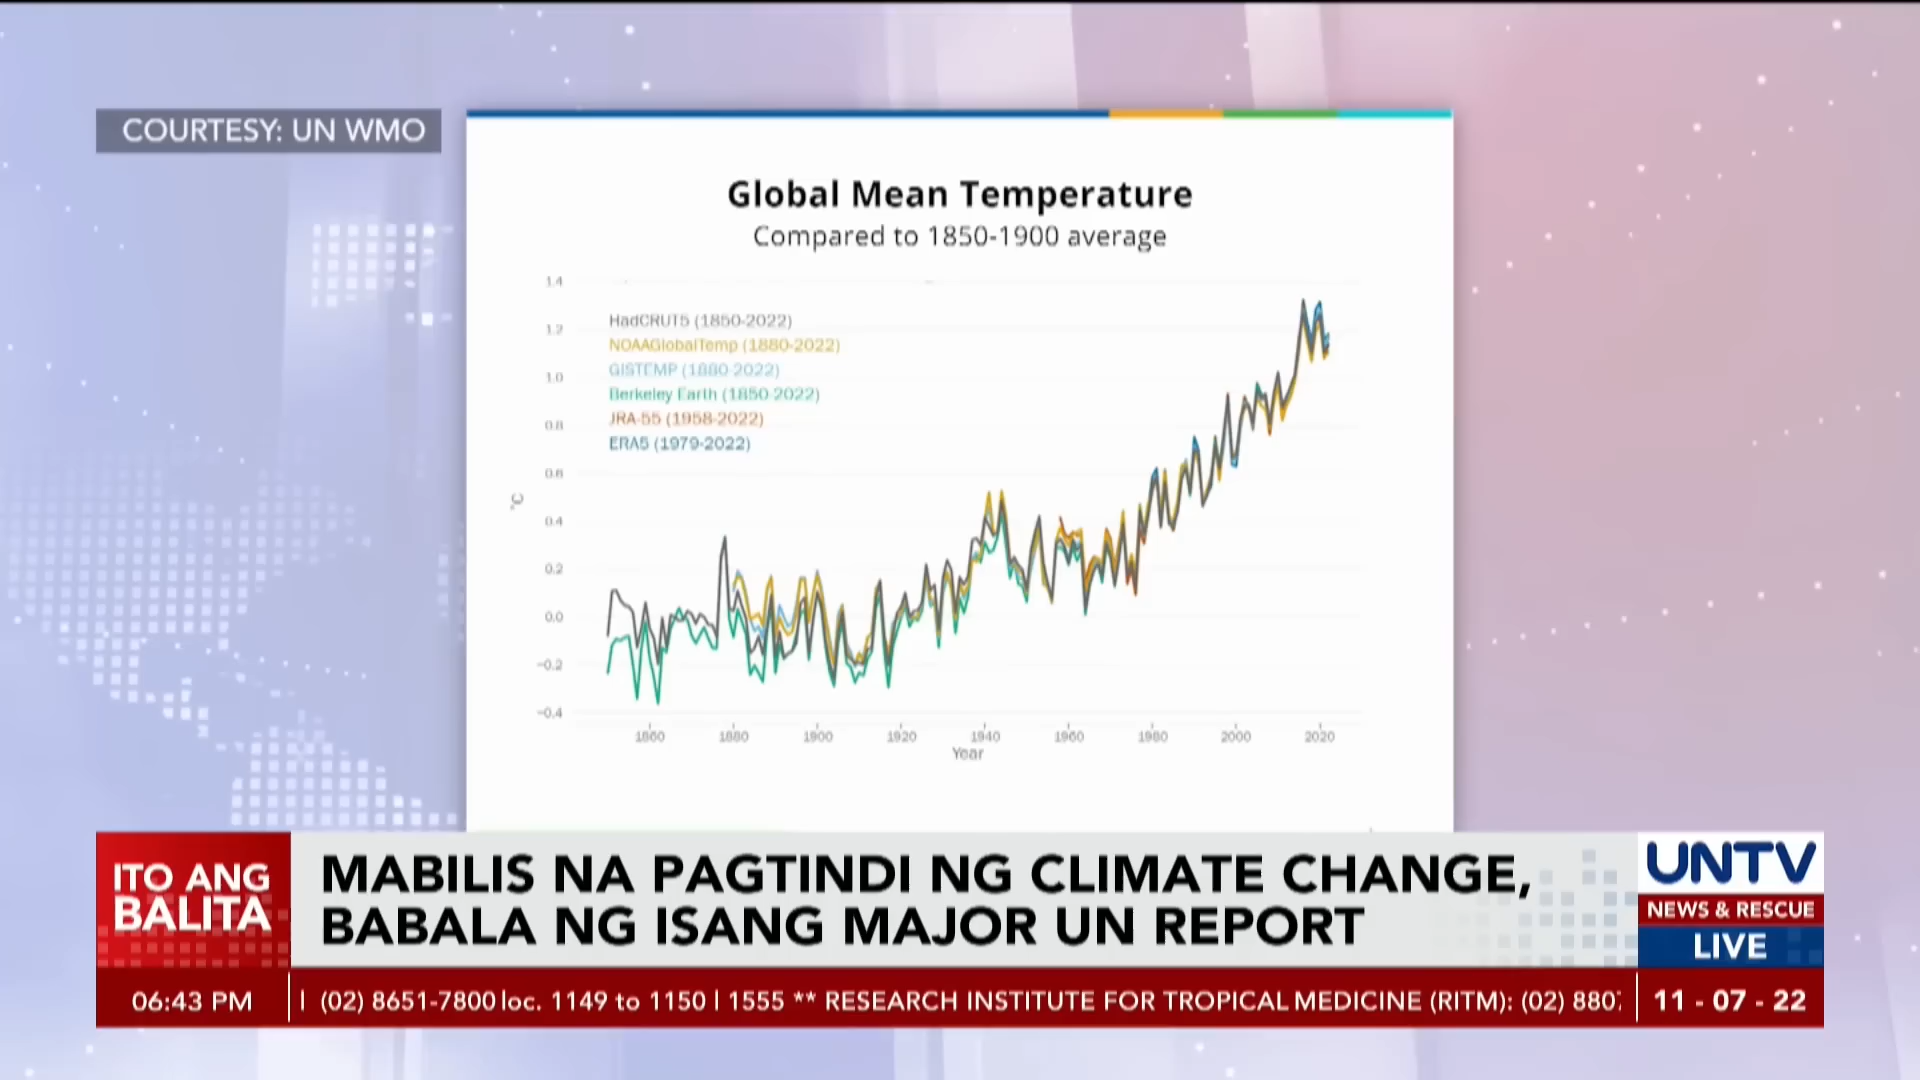 COURTESY: UN WMO
Global Mean Temperature
Compared to 1850-1900 average
1.4
1.2
1.0
0.8
0.6
0.4
0.2
0.0
−0.2
−0.4
°C
HadCRUT5 (1850-2022)
NOAAGlobalTemp (1880-2022)
GISTEMP (1880-2022)
Berkeley Earth (1850-2022)
JRA-55 (1958-2022)
ERA5 (1979-2022)
1860 1880 1900 1920 1940 1960 1980 2000 2020
Year
ITO ANG
BALITA
MABILIS NA PAGTINDI NG CLIMATE CHANGE,
BABALA NG ISANG MAJOR UN REPORT
UNTV
NEWS & RESCUE
LIVE
06:43 PM
| (02) 8651-7800 loc. 1149 to 1150 | 1555 ** RESEARCH INSTITUTE FOR TROPICAL MEDICINE (RITM): (02) 880
11 - 07 - 22